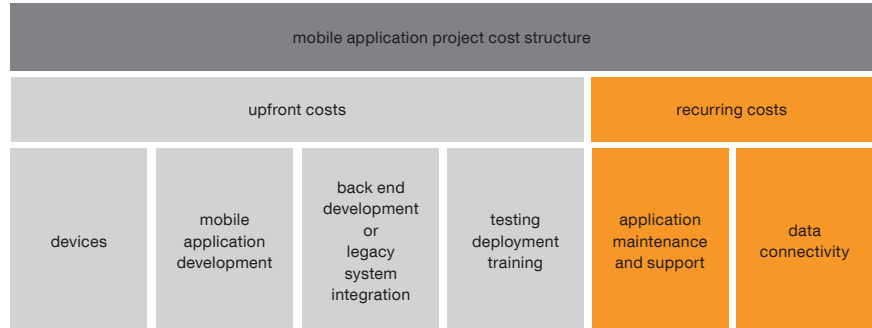 mobile application project cost structure
upfront costs
recurring costs
devices
mobile
application
development
back end
development
or
legacy
system
integration
testing
deployment
training
application
maintenance
and support
data
connectivity